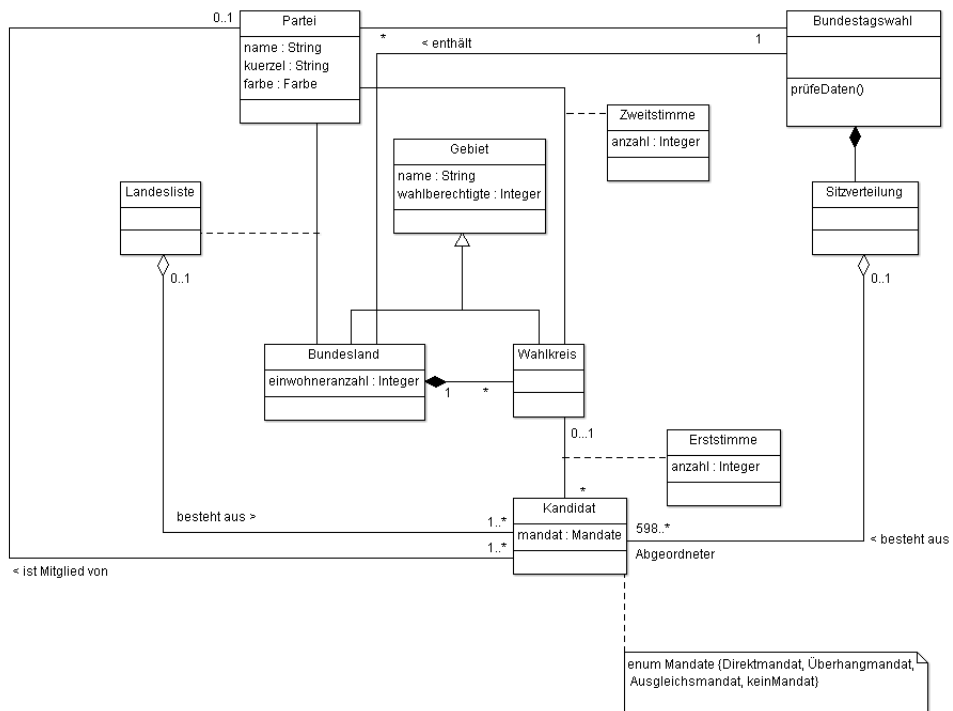 0..1
Partei
Bundestagswahl
name : String
kuerzel : String
farbe : Farbe
*
< enthält
1
prüfeDaten()
Zweitstimme
anzahl : Integer
Gebiet
name : String
wahlberechtigte : Integer
Landesliste
Sitzverteilung
0..1
0..1
Bundesland
einwohneranzahl : Integer
1
*
Wahlkreis
0...1
Erststimme
anzahl : Integer
*
besteht aus >
1..*
Kandidat
mandat : Mandate
598..*
Abgeordneter
< besteht aus
1..*
< ist Mitglied von
enum Mandate {Direktmandat, Überhangmandat,
Ausgleichsmandat, keinMandat}